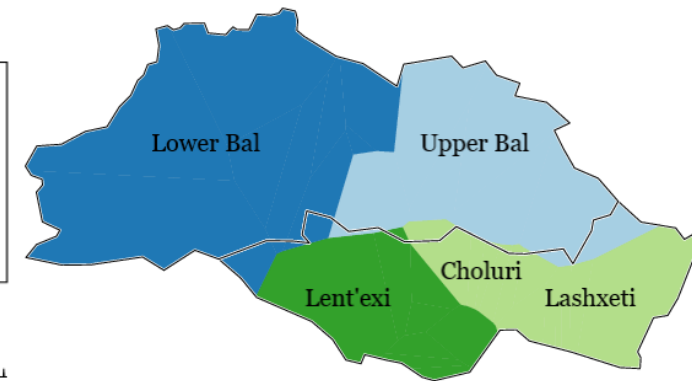 Lower Bal
Upper Bal
Choluri
Lent'exi
Lashxeti